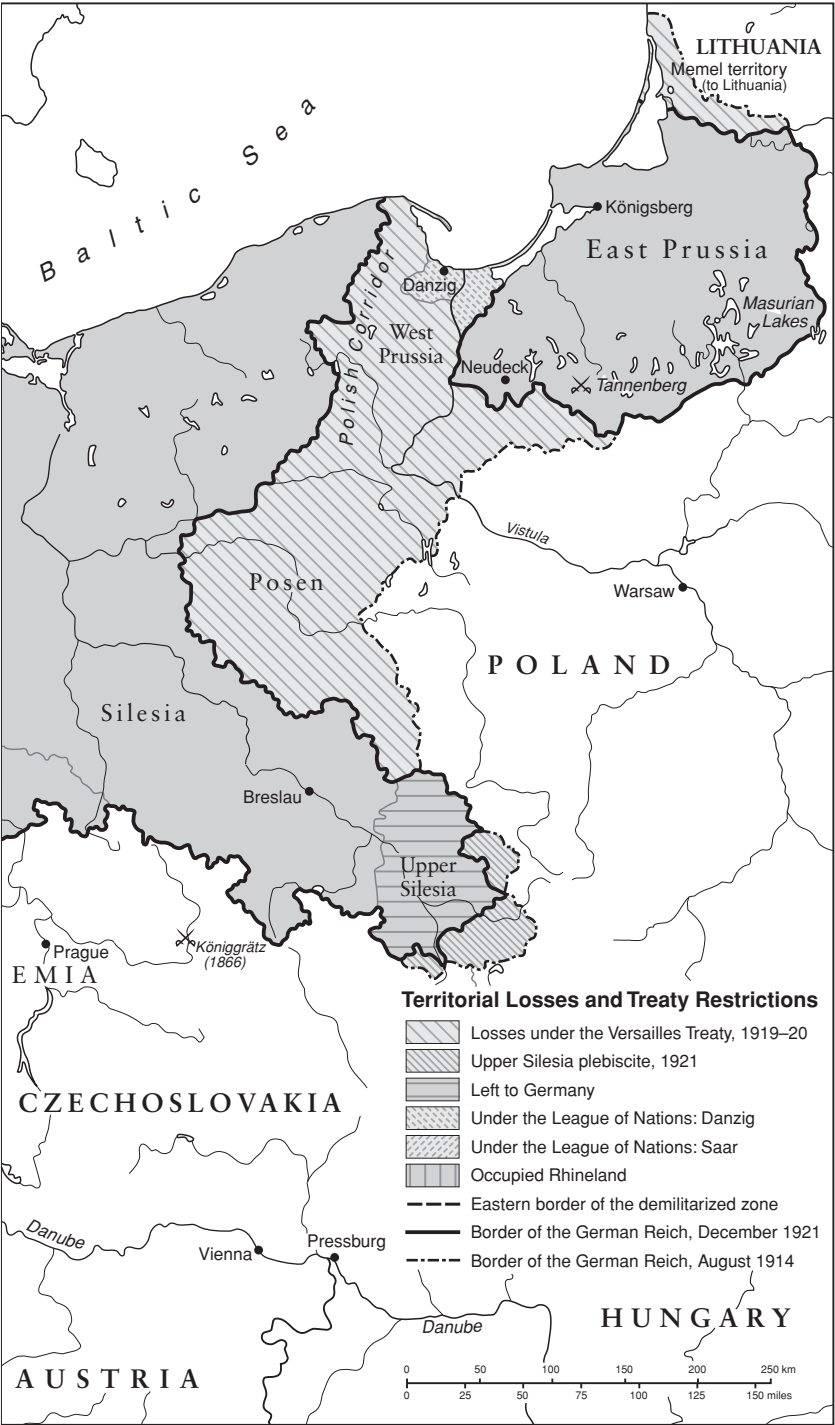 LITHUANIA
Memel territory
(to Lithuania)
Baltic Sea
Königsberg
East Prussia
Danzig
Polish Corridor
West
Prussia
Masurian
Lakes
Neudeck
Tannenberg
Vistula
Posen
Warsaw
POLAND
Silesia
Breslau
Upper
Silesia
Königgrätz
(1866)
Prague
EMIA
Territorial Losses and Treaty Restrictions
Losses under the Versailles Treaty, 1919–20
Upper Silesia plebiscite, 1921
Left to Germany
Under the League of Nations: Danzig
Under the League of Nations: Saar
Occupied Rhineland
Eastern border of the demilitarized zone
Border of the German Reich, December 1921
Border of the German Reich, August 1914
CZECHOSLOVAKIA
Danube
Vienna
Pressburg
Danube
HUNGARY
AUSTRIA
0 50 100 150 200 250 km
0 25 50 75 100 125 150 miles